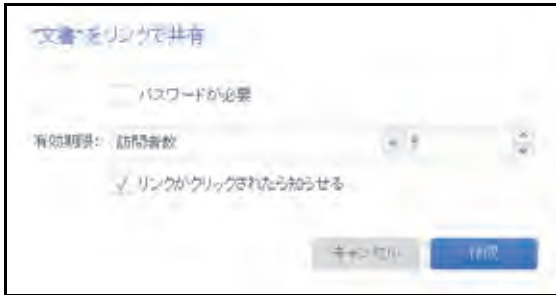 "文書"をリンクで共有
パスワードが必要
有効期限: 訪問者数
リンクがクリックされたら知らせる
キャンセル 作成